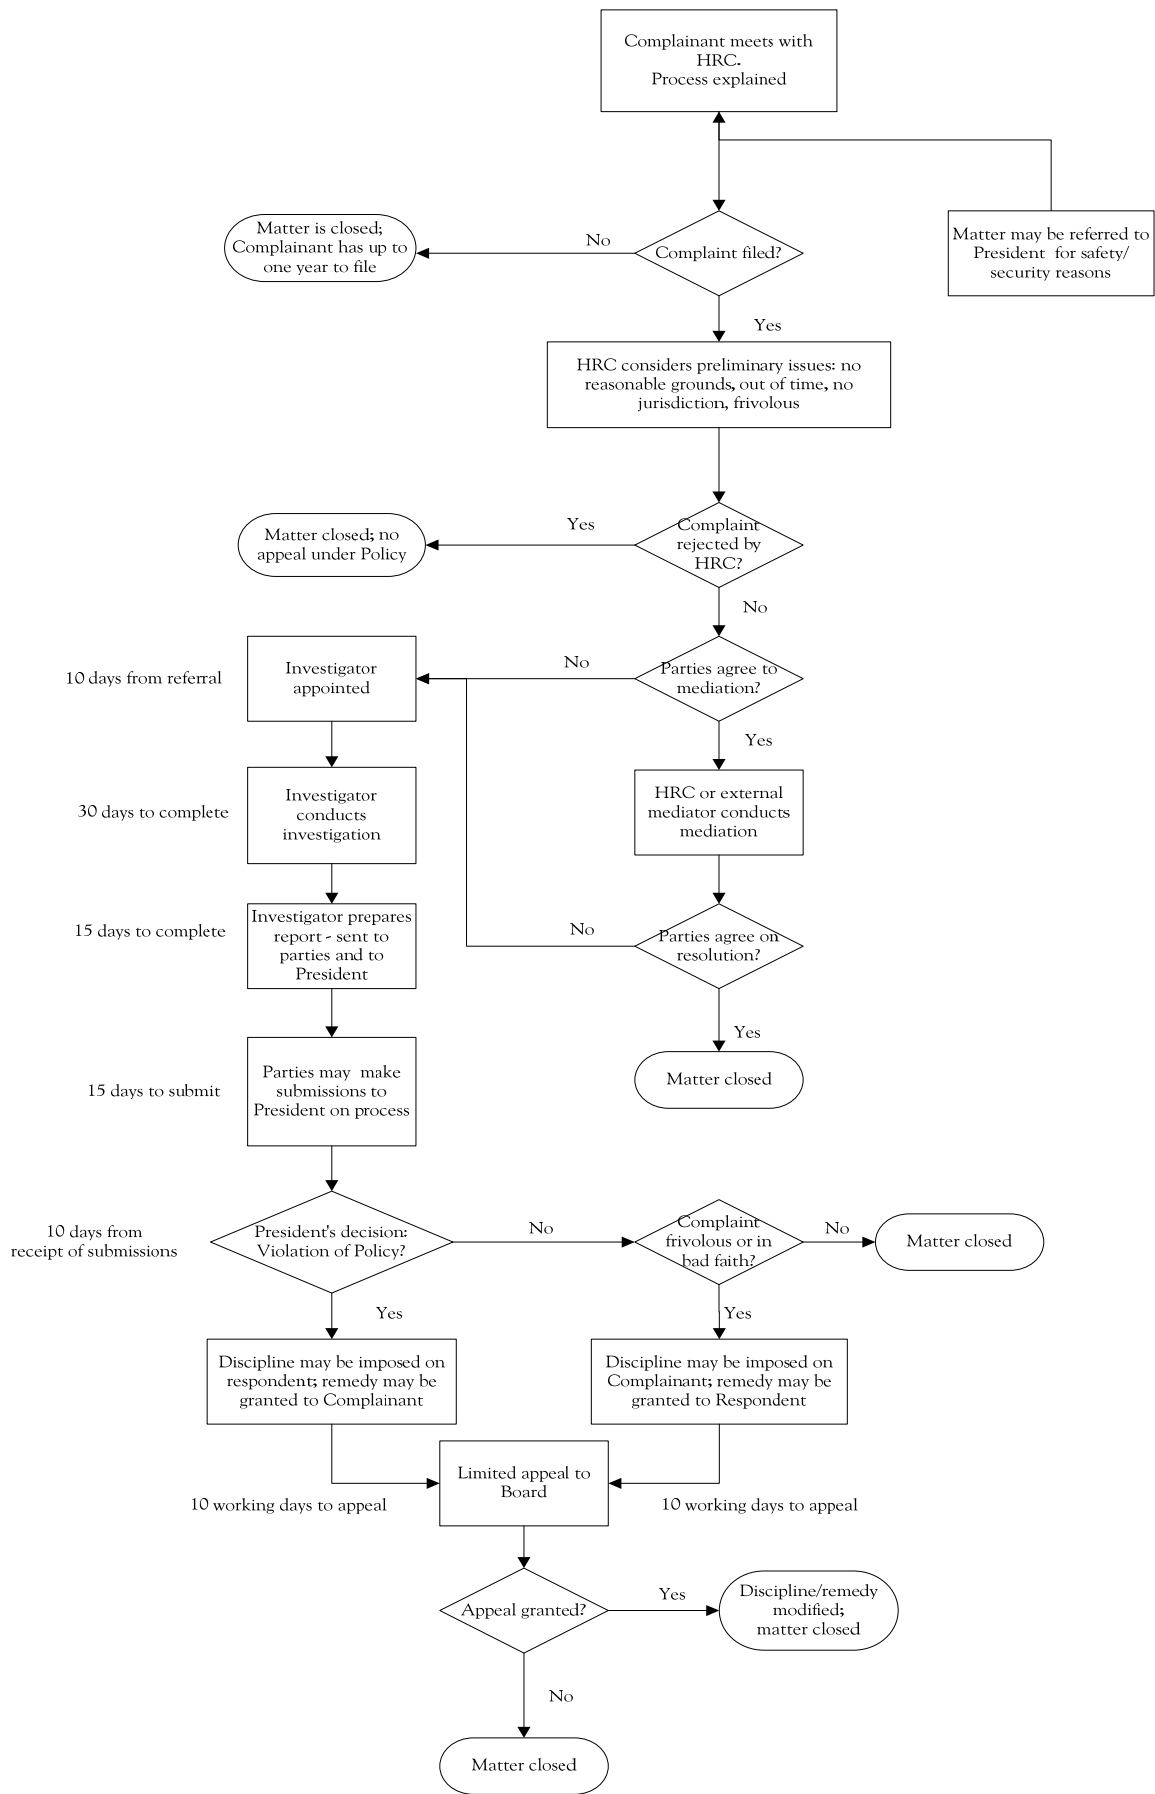 Complainant meets with
HRC.
Process explained
Matter is closed;
Complainant has up to
one year to file
No
Complaint filed?
Matter may be referred to
President for safety/
security reasons
Yes
HRC considers preliminary issues: no
reasonable grounds, out of time, no
jurisdiction, frivolous
Matter closed; no
appeal under Policy
Yes
Complaint
rejected by
HRC?
No
10 days from referral
Investigator
appointed
No
Parties agree to
mediation?
Yes
30 days to complete
Investigator
conducts
investigation
HRC or external
mediator conducts
mediation
15 days to complete
Investigator prepares
report - sent to
parties and to
President
No
Parties agree on
resolution?
Yes
15 days to submit
Parties may make
submissions to
President on process
Matter closed
10 days from
receipt of submissions
President's decision:
Violation of Policy?
No
Complaint
frivolous or in
bad faith?
No
Matter closed
Yes
Yes
Discipline may be imposed on
respondent; remedy may be
granted to Complainant
Discipline may be imposed on
Complainant; remedy may be
granted to Respondent
Limited appeal to
Board
10 working days to appeal
10 working days to appeal
Appeal granted?
Yes
Discipline/remedy
modified;
matter closed
No
Matter closed